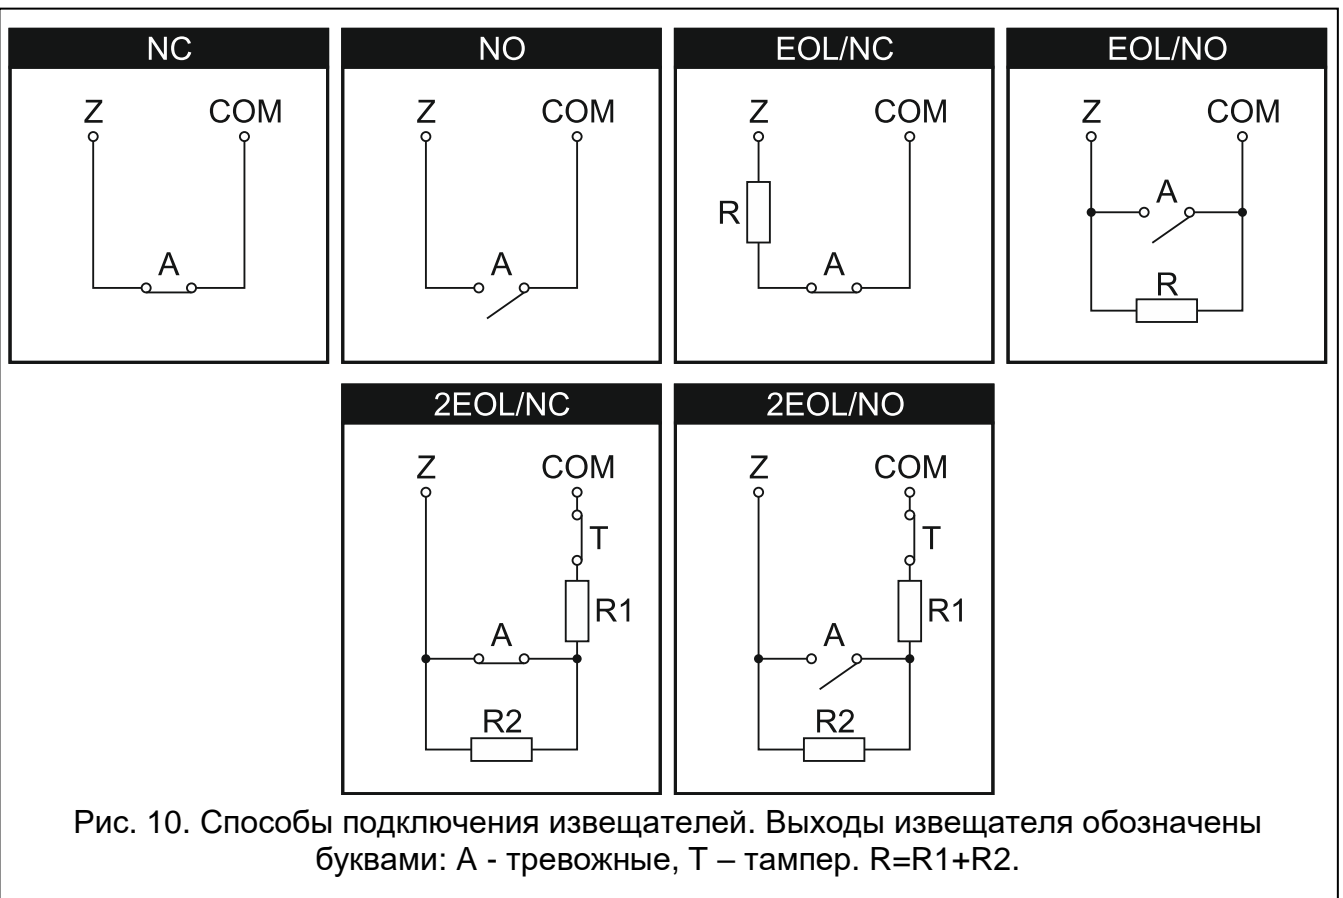 NC
NO
EOL/NC
EOL/NO
Z COM
A
Z COM
A
Z COM
R
A
Z COM
A
R
2EOL/NC
2EOL/NO
Z COM
T
R1
A
R2
Z COM
T
R1
A
R2
Рис. 10. Способы подключения извещателей. Выходы извещателя обозначены
буквами: А - тревожные, Т – тампер. R=R1+R2.